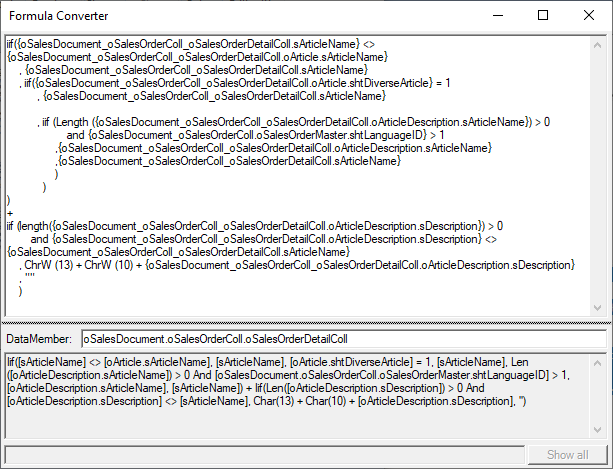 Formula Converter
iif({oSalesDocument_oSalesOrderColl_oSalesOrderDetailColl.sArticleName} <>
{oSalesDocument_oSalesOrderColl_oSalesOrderDetailColl.oArticle.sArticleName}
, {oSalesDocument_oSalesOrderColl_oSalesOrderDetailColl.sArticleName}
, iif({oSalesDocument_oSalesOrderColl_oSalesOrderDetailColl.oArticle.shtDiverseArticle} = 1
, {oSalesDocument_oSalesOrderColl_oSalesOrderDetailColl.sArticleName}
, iif (Length ({oSalesDocument_oSalesOrderColl_oSalesOrderDetailColl.oArticleDescription.sArticleName}) > 0
and {oSalesDocument_oSalesOrderColl.oSalesOrderMaster.shtLanguageID} > 1
,{oSalesDocument_oSalesOrderColl_oSalesOrderDetailColl.oArticleDescription.sArticleName}
,{oSalesDocument_oSalesOrderColl_oSalesOrderDetailColl.sArticleName}
)
)
)
+
iif (length({oSalesDocument_oSalesOrderColl_oSalesOrderDetailColl.oArticleDescription.sDescription}) > 0
and {oSalesDocument_oSalesOrderColl_oSalesOrderDetailColl.oArticleDescription.sDescription} <>
{oSalesDocument_oSalesOrderColl_oSalesOrderDetailColl.sArticleName}
, ChrW (13) + ChrW (10) + {oSalesDocument_oSalesOrderColl_oSalesOrderDetailColl.oArticleDescription.sDescription}
, ""
)
DataMember: oSalesDocument.oSalesOrderColl.oSalesOrderDetailColl
Iif([sArticleName] <> [oArticle.sArticleName], [sArticleName], [oArticle.shtDiverseArticle] = 1, [sArticleName], Len
([oArticleDescription.sArticleName]) > 0 And [oSalesDocument.oSalesOrderColl.oSalesOrderMaster.shtLanguageID] > 1,
[oArticleDescription.sArticleName], [sArticleName]) + Iif(Len([oArticleDescription.sDescription]) > 0 And
[oArticleDescription.sDescription] <> [sArticleName], Char(13) + Char(10) + [oArticleDescription.sDescription], '')
Show all